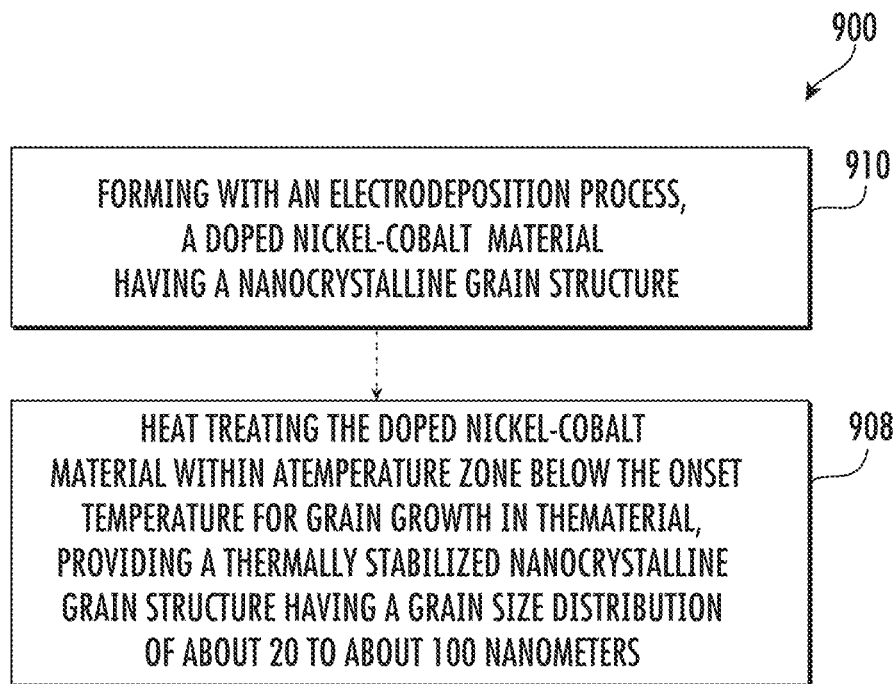 900
910
FORMING WITH AN ELECTRODEPOSITION PROCESS,
A DOPED NICKEL-COBALT MATERIAL
HAVING A NANOCRYSTALLINE GRAIN STRUCTURE
908
HEAT TREATING THE DOPED NICKEL-COBALT
MATERIAL WITHIN ATEMPERATURE ZONE BELOW THE ONSET
TEMPERATURE FOR GRAIN GROWTH IN THEMATERIAL,
PROVIDING A THERMALLY STABILIZED NANOCRYSTALLINE
GRAIN STRUCTURE HAVING A GRAIN SIZE DISTRIBUTION
OF ABOUT 20 TO ABOUT 100 NANOMETERS